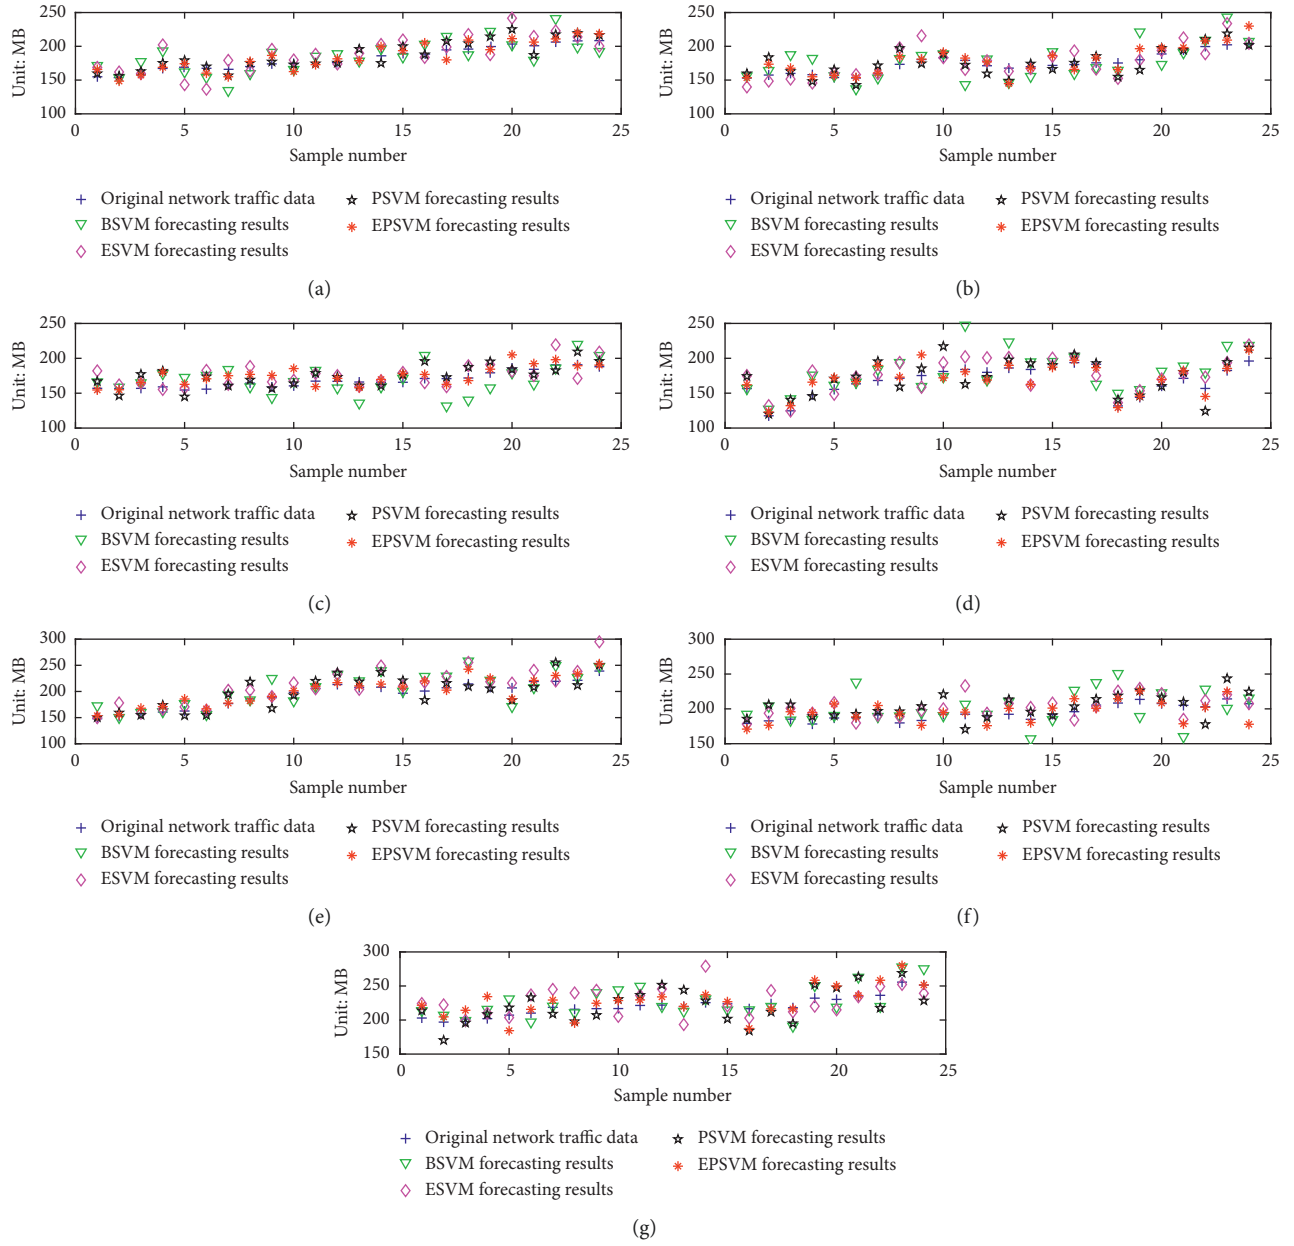 250
200
150
100
Unit: MB
0 5 10 15 20 25
Sample number
Original network traffic data
BSVM forecasting results
ESVM forecasting results
PSVM forecasting results
EPSVM forecasting results
(a)
250
200
150
100
Unit: MB
0 5 10 15 20 25
Sample number
Original network traffic data
BSVM forecasting results
ESVM forecasting results
PSVM forecasting results
EPSVM forecasting results
(b)
250
200
150
100
Unit: MB
0 5 10 15 20 25
Sample number
Original network traffic data
BSVM forecasting results
ESVM forecasting results
PSVM forecasting results
EPSVM forecasting results
(c)
250
200
150
100
Unit: MB
0 5 10 15 20 25
Sample number
Original network traffic data
BSVM forecasting results
ESVM forecasting results
PSVM forecasting results
EPSVM forecasting results
(d)
300
250
200
150
100
Unit: MB
0 5 10 15 20 25
Sample number
Original network traffic data
BSVM forecasting results
ESVM forecasting results
PSVM forecasting results
EPSVM forecasting results
(e)
300
250
200
150
Unit: MB
0 5 10 15 20 25
Sample number
Original network traffic data
BSVM forecasting results
ESVM forecasting results
PSVM forecasting results
EPSVM forecasting results
(f)
300
250
200
150
Unit: MB
0 5 10 15 20 25
Sample number
Original network traffic data
BSVM forecasting results
ESVM forecasting results
PSVM forecasting results
EPSVM forecasting results
(g)